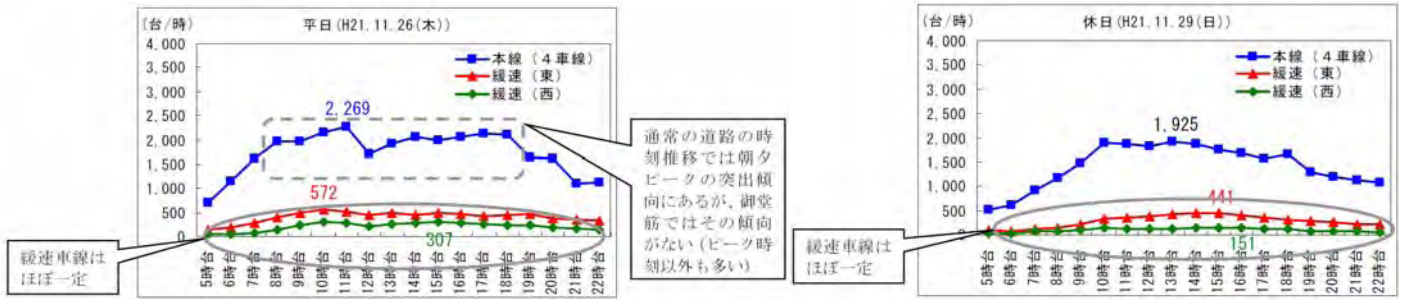 (台/時)
平日(H21.11.26(木))
4,000
3,500
3,000
2,500
2,000
1,500
1,000
500
0
本線(4車線)
緩速(東)
緩速(西)
2,269
572
307
5時台
6時台
7時台
8時台
9時台
10時台
11時台
12時台
13時台
14時台
15時台
16時台
17時台
18時台
19時台
20時台
21時台
22時台
緩速車線は
ほぼ一定
通常の道路の時
刻推移では朝夕
ピークの突出傾
向にあるが、御堂
筋ではその傾向
がない(ピーク時
刻以外も多い)
(台/時)
休日(H21.11.29(日))
4,000
3,500
3,000
2,500
2,000
1,500
1,000
500
0
本線(4車線)
緩速(東)
緩速(西)
1,925
441
151
5時台
6時台
7時台
8時台
9時台
10時台
11時台
12時台
13時台
14時台
15時台
16時台
17時台
18時台
19時台
20時台
21時台
22時台
緩速車線は
ほぼ一定